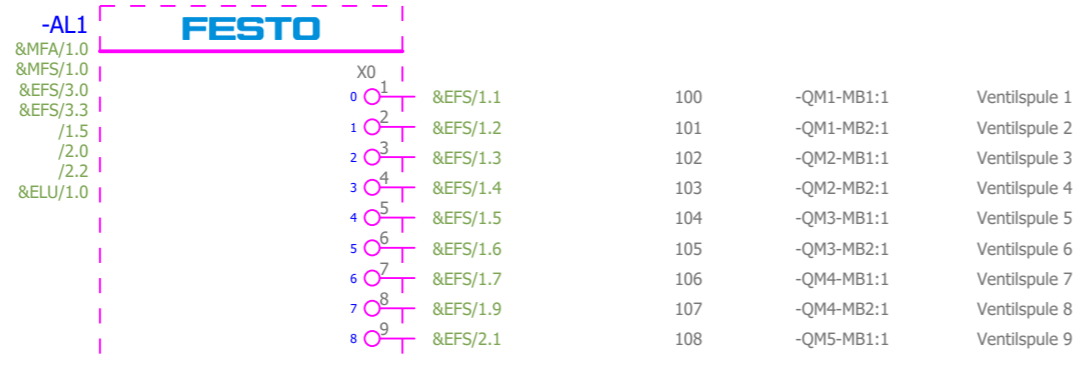 -AL1
FESTO
&MFA/1.0
&MFS/1.0
&EFS/3.0
&EFS/3.3
/1.5
/2.0
/2.2
&ELU/1.0
X0
0 1 &EFS/1.1 100 -QM1-MB1:1 Ventilspule 1
1 2 &EFS/1.2 101 -QM1-MB2:1 Ventilspule 2
2 3 &EFS/1.3 102 -QM2-MB1:1 Ventilspule 3
3 4 &EFS/1.4 103 -QM2-MB2:1 Ventilspule 4
4 5 &EFS/1.5 104 -QM3-MB1:1 Ventilspule 5
5 6 &EFS/1.6 105 -QM3-MB2:1 Ventilspule 6
6 7 &EFS/1.7 106 -QM4-MB1:1 Ventilspule 7
7 8 &EFS/1.9 107 -QM4-MB2:1 Ventilspule 8
8 9 &EFS/2.1 108 -QM5-MB1:1 Ventilspule 9